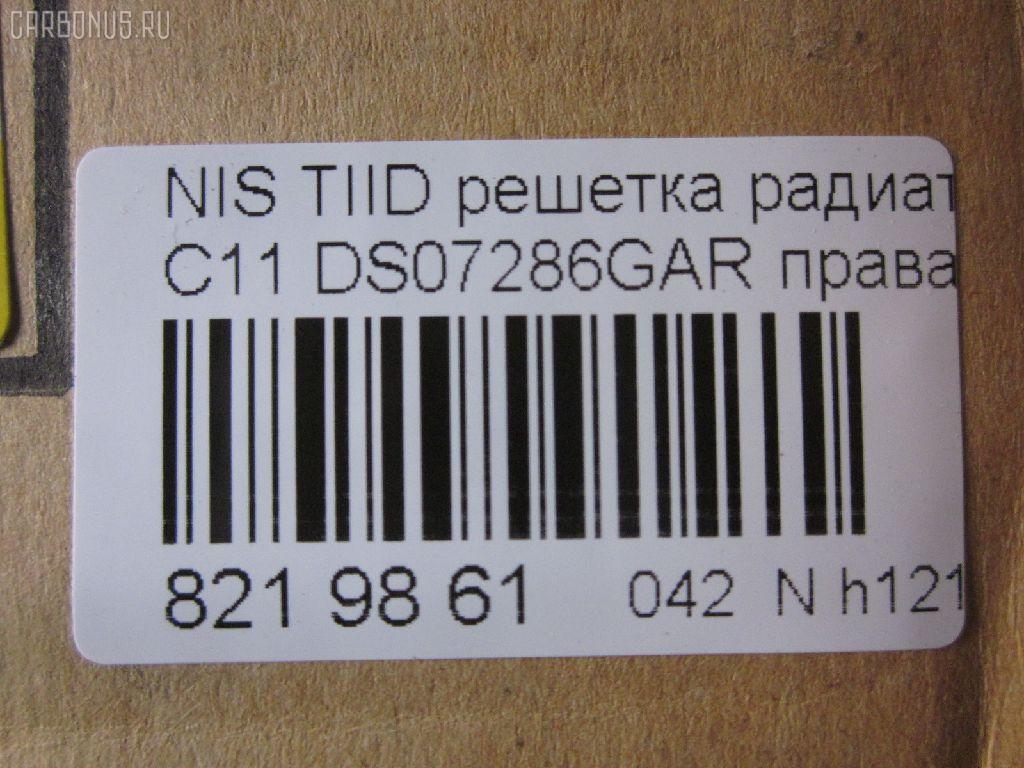 CARBONUS.RU
NIS TIID решетка радиат
C11 DS07286GAR права
821 98 61 042 N h121